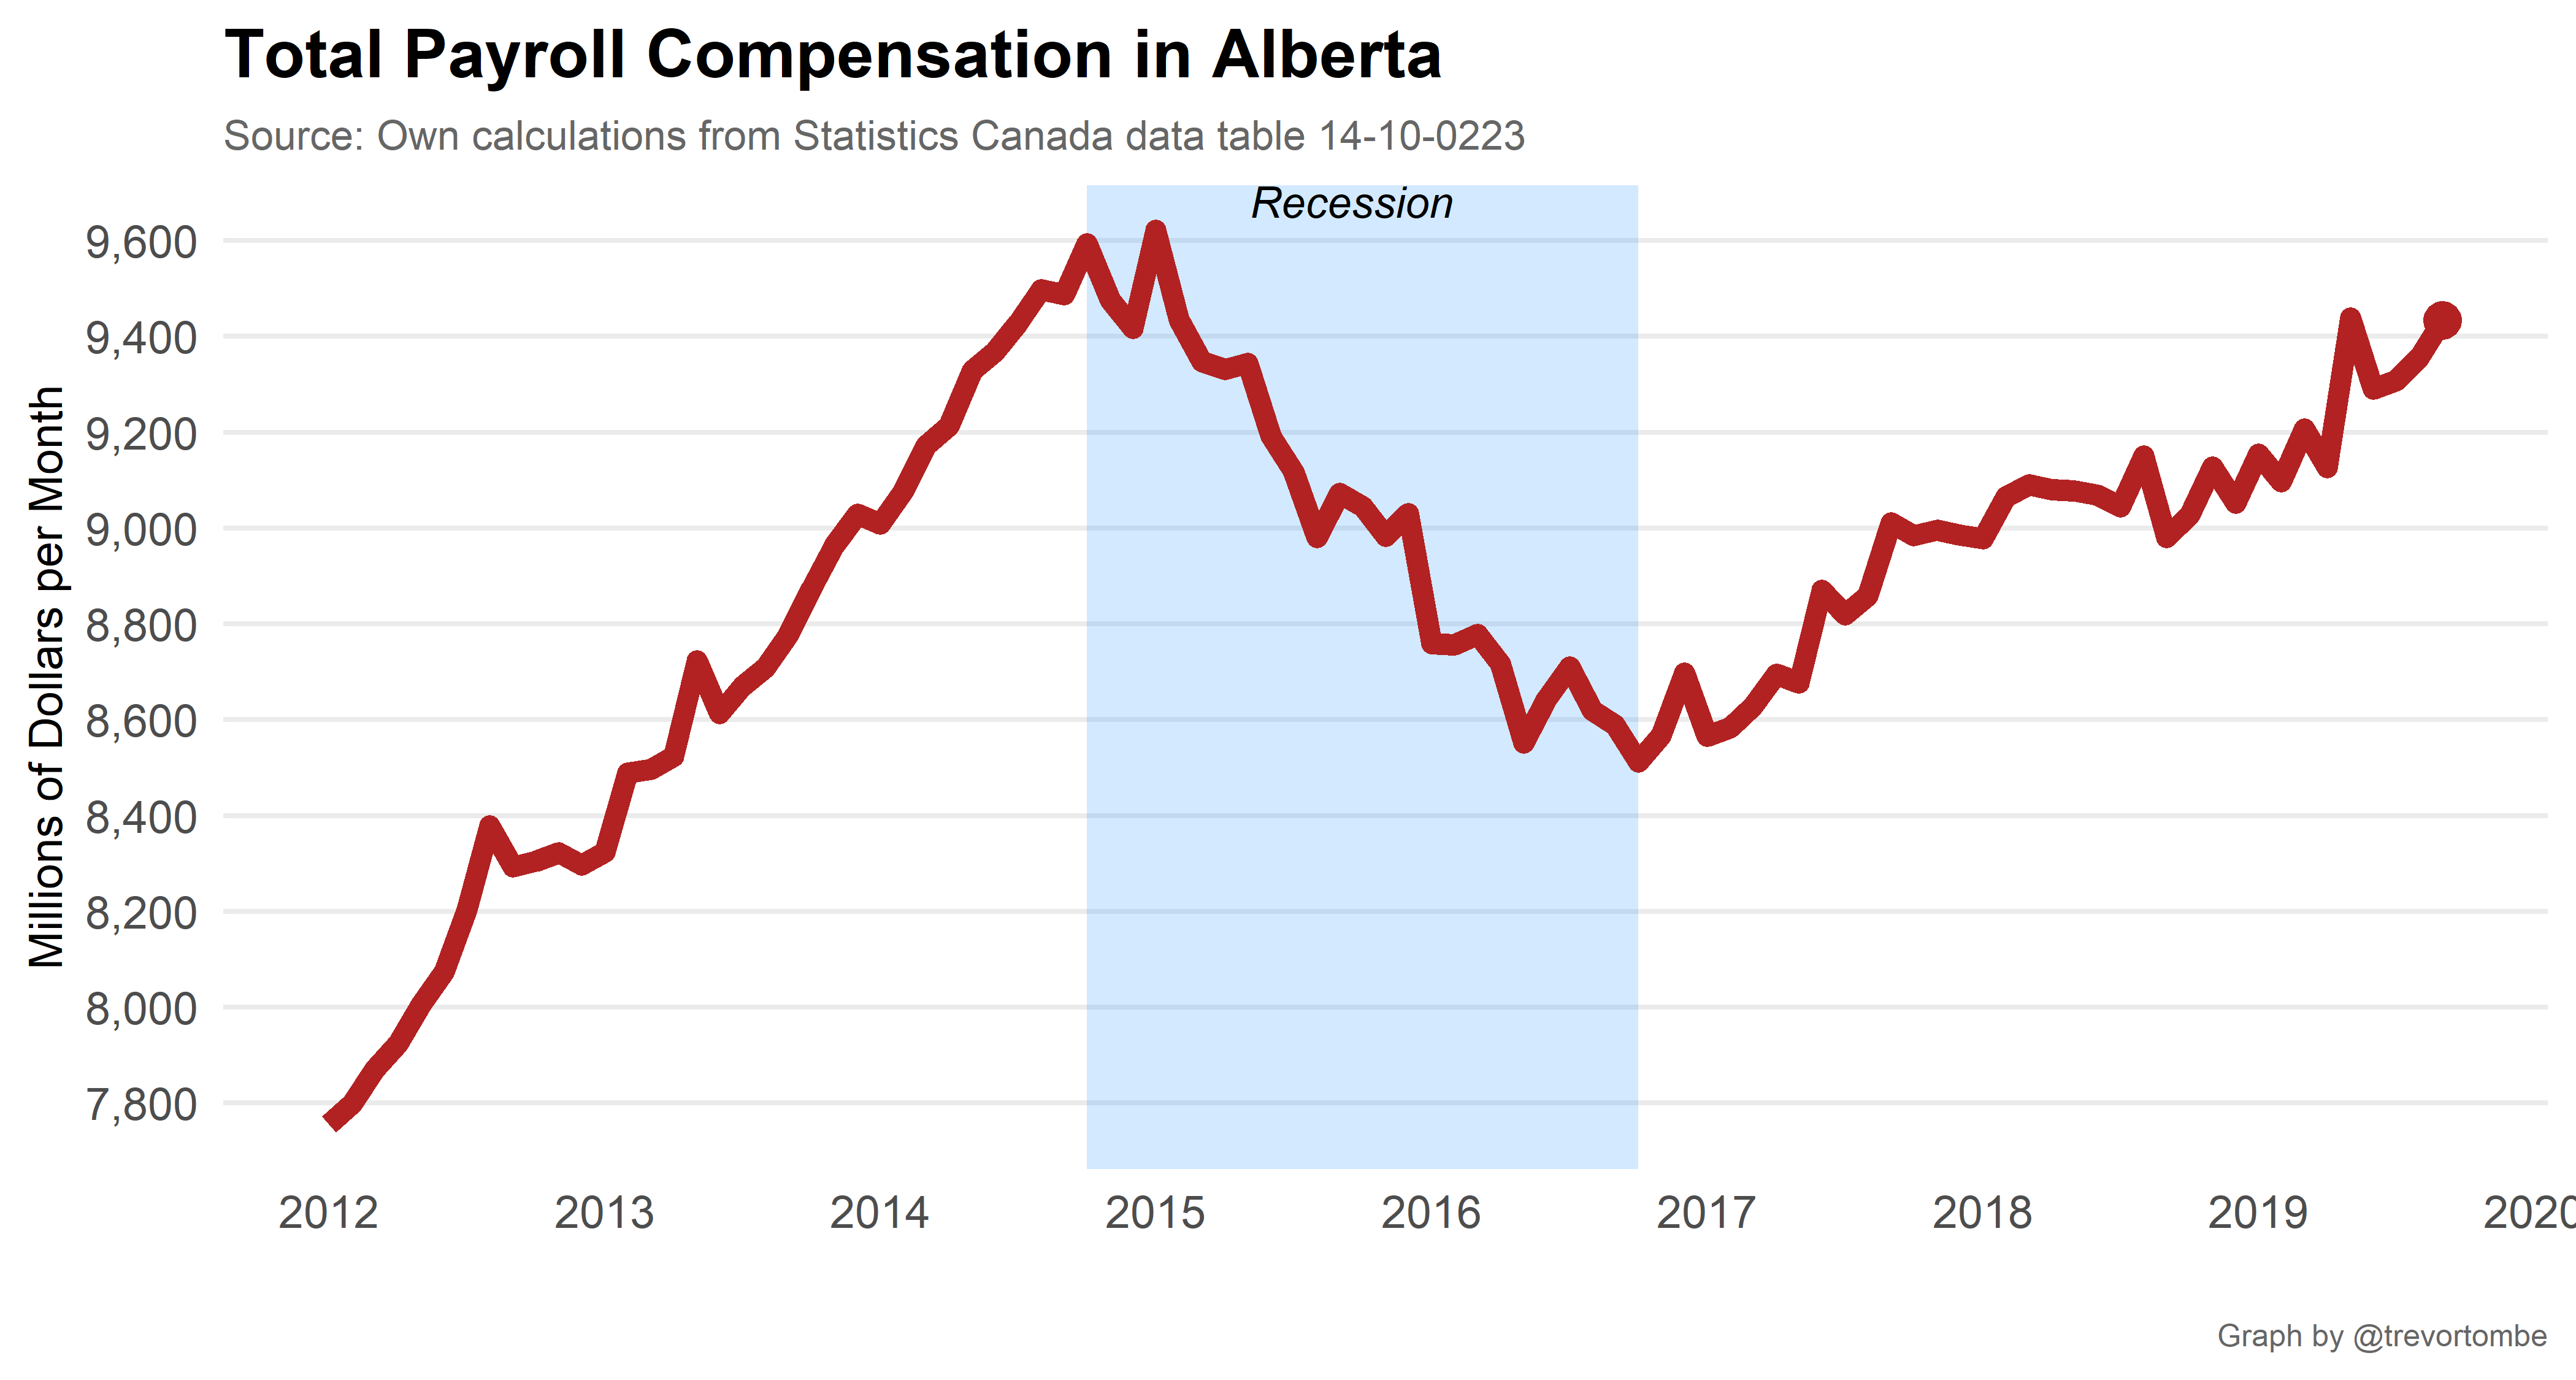 Total Payroll Compensation in Alberta
Source: Own calculations from Statistics Canada data table 14-10-0223
Recession
Millions of Dollars per Month
9,600
9,400
9,200
9,000
8,800
8,600
8,400
8,200
8,000
7,800
2012 2013 2014 2015 2016 2017 2018 2019 2020
Graph by @trevortombe